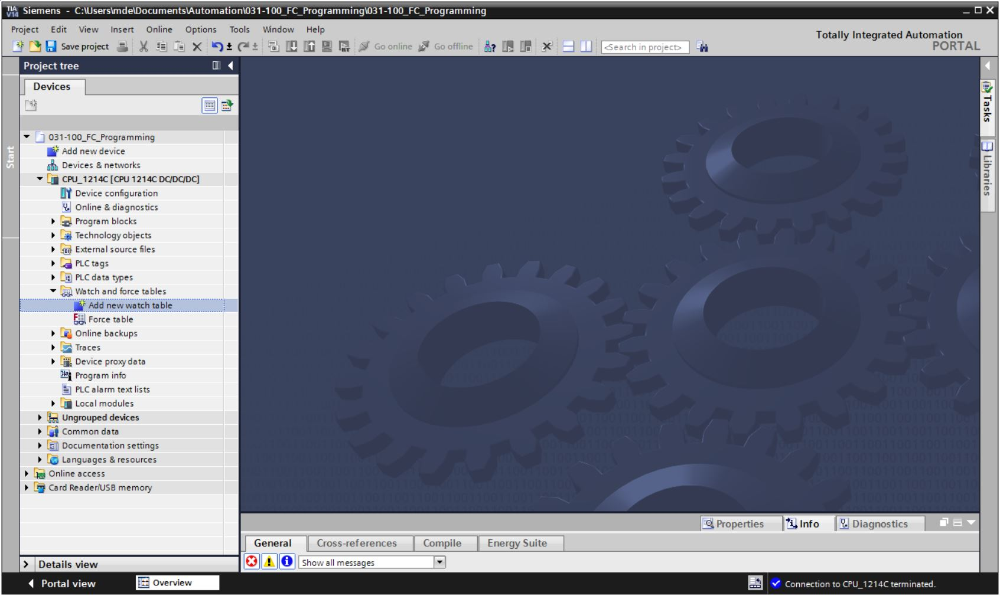 TIA V14 Siemens - C:\Users\mde\Documents\Automation\031-100_FC_Programming\031-100_FC_Programming
Project Edit View Insert Online Options Tools Window Help
Totally Integrated Automation
PORTAL
Save project Go online Go offline <Search in project>
Project tree
Devices
Start
031-100_FC_Programming
Add new device
Devices & networks
CPU_1214C [CPU 1214C DC/DC/DC]
Device configuration
Online & diagnostics
Program blocks
Technology objects
External source files
PLC tags
PLC data types
Watch and force tables
Add new watch table
Force table
Online backups
Traces
Device proxy data
Program info
PLC alarm text lists
Local modules
Ungrouped devices
Common data
Documentation settings
Languages & resources
Online access
Card Reader/USB memory
Details view
Tasks
Libraries
Properties Info Diagnostics
General Cross-references Compile Energy Suite
Show all messages
Portal view Overview Connection to CPU_1214C terminated.